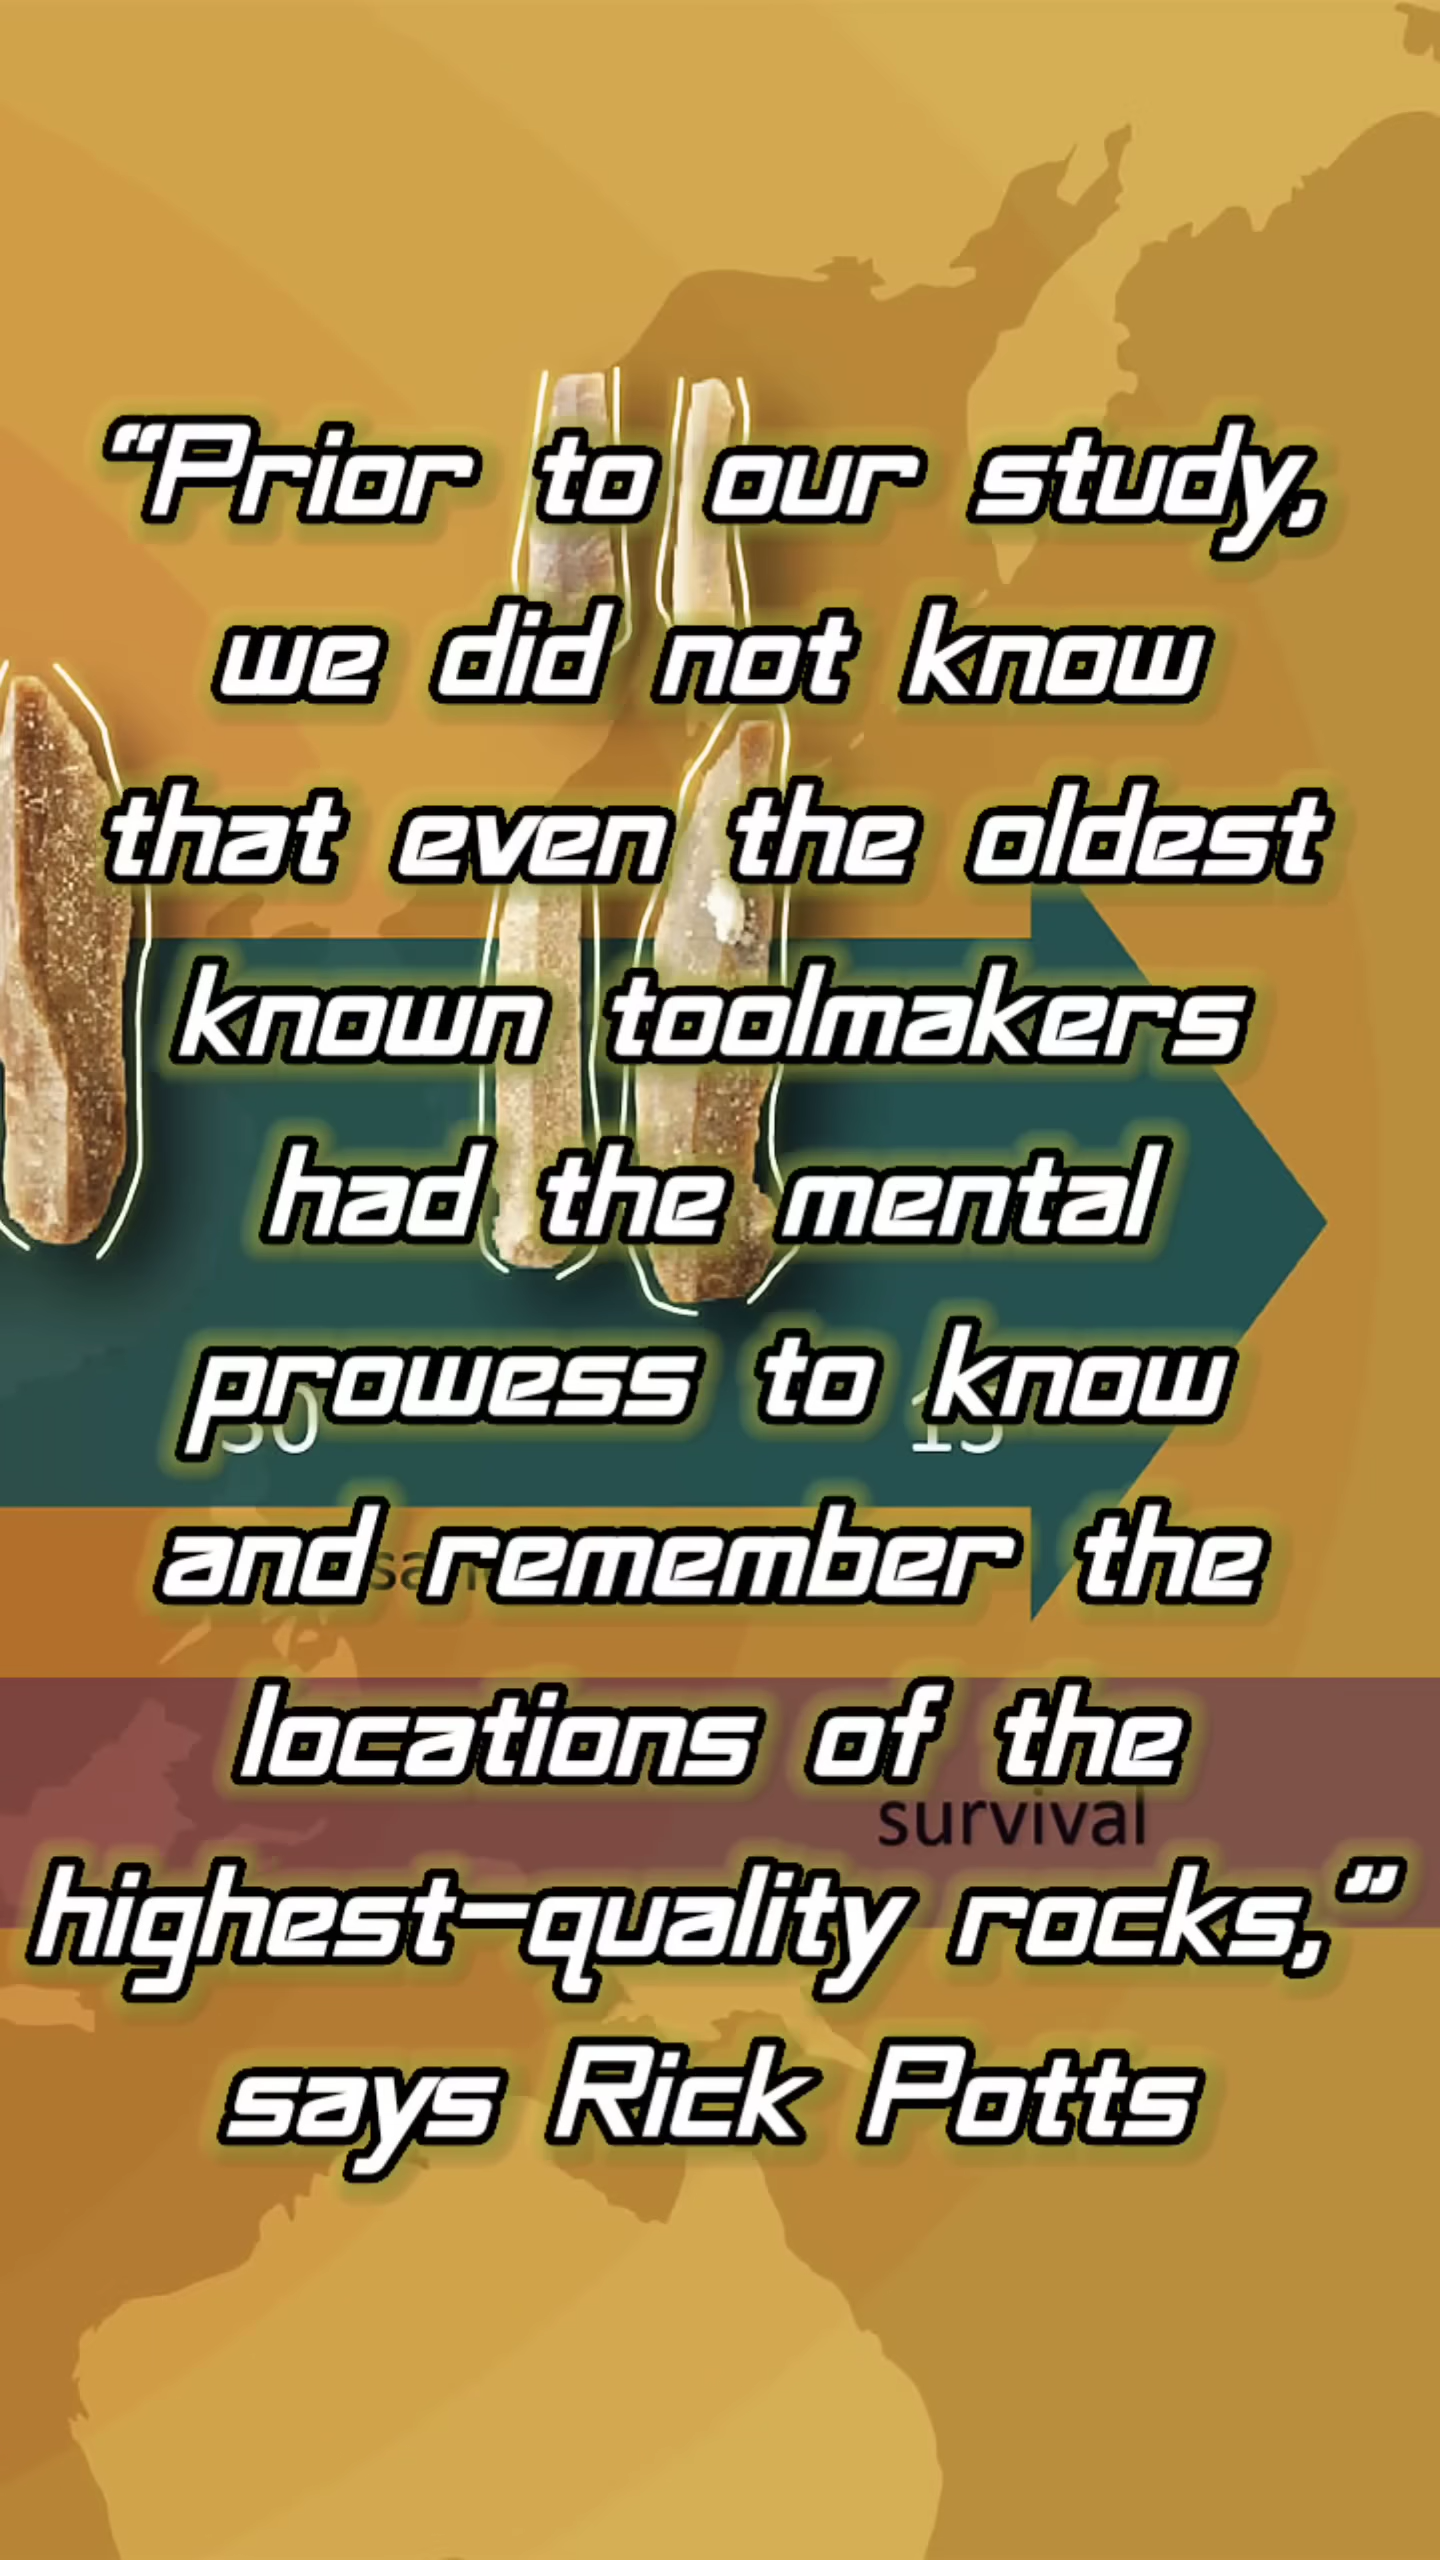 “Prior to our study,
we did not know
that even the oldest
known toolmakers
had the mental
prowess to know
and remember the
locations of the
survival
highest-quality rocks,”
says Rick Potts